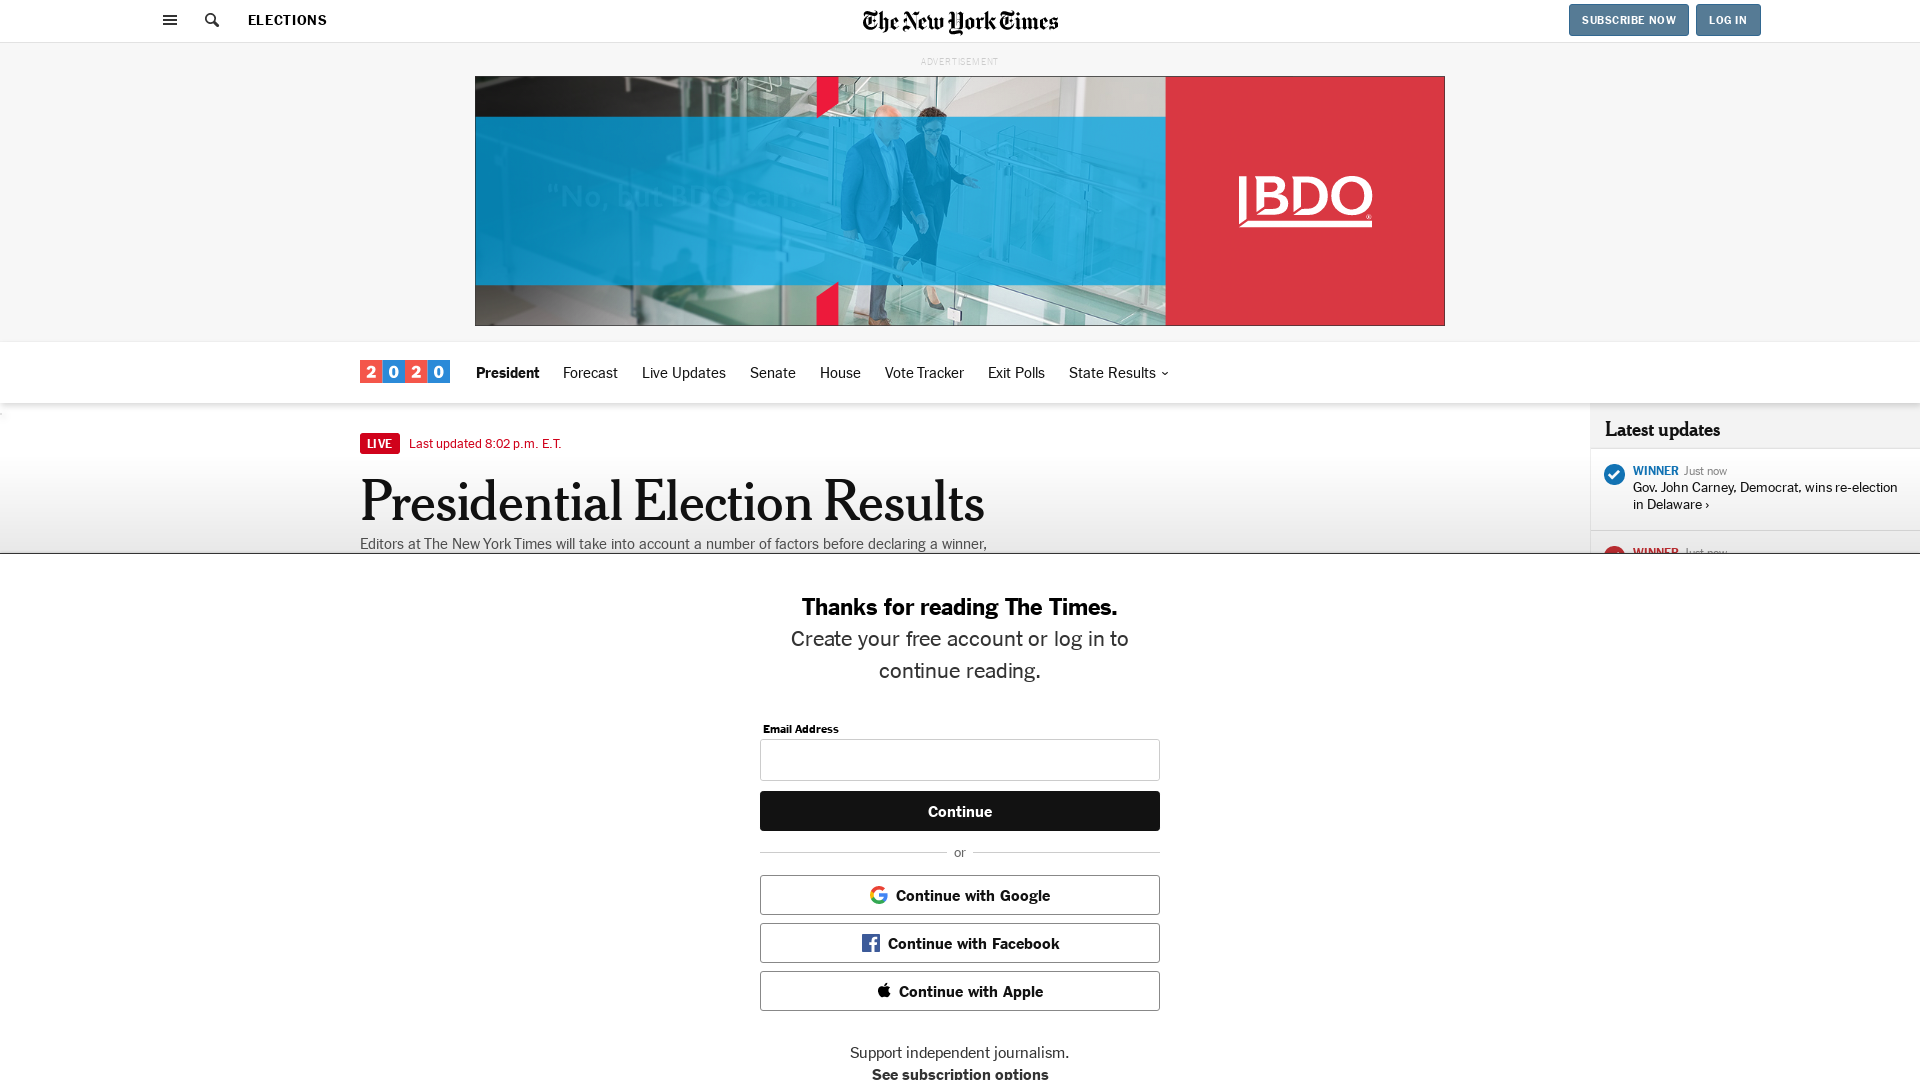 ELECTIONS
The New York Times
SUBSCRIBE NOW
LOG IN
ADVERTISEMENT
"No, but BDO can."
BDO
2020
President
Forecast
Live Updates
Senate
House
Vote Tracker
Exit Polls
State Results
LIVE
Last updated 8:02 p.m. E.T.
Presidential Election Results
Editors at The New York Times will take into account a number of factors before declaring a winner,
Latest updates
WINNER Just now
Gov. John Carney, Democrat, wins re-election
in Delaware ›
WINNER Just now
Thanks for reading The Times.
Create your free account or log in to
continue reading.
Email Address
Continue
or
Continue with Google
Continue with Facebook
Continue with Apple
Support independent journalism.
See subscription options